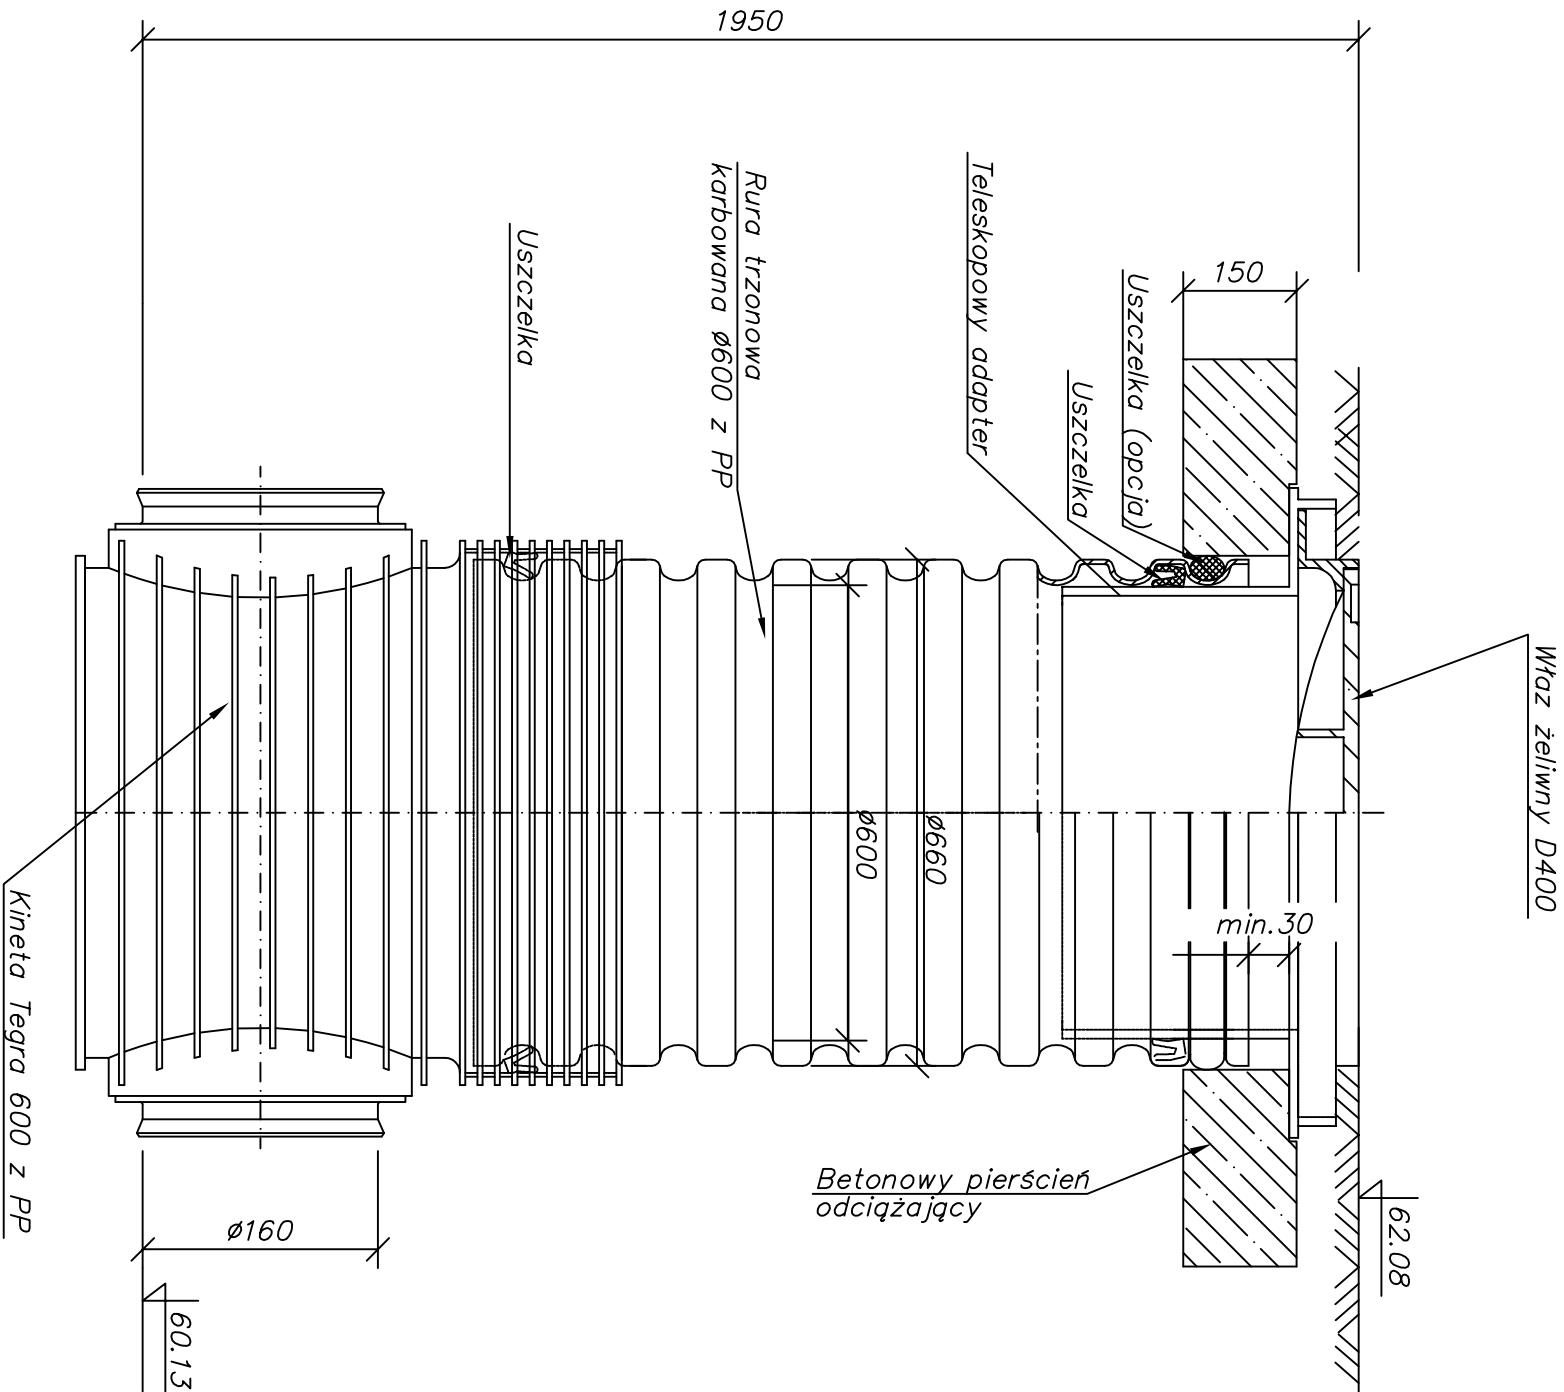 1950
150
Teleskopowy adapter
Uszczelka (opcja)
Uszczelka
Rura trzonowa
karbowana ø600 z PP
Uszczelka
Właz żeliwny D400
ø600
ø660
min.30
Kineta Tegra 600 z PP
Betonowy pierścień
odciążający
ø160
62.08
60.13